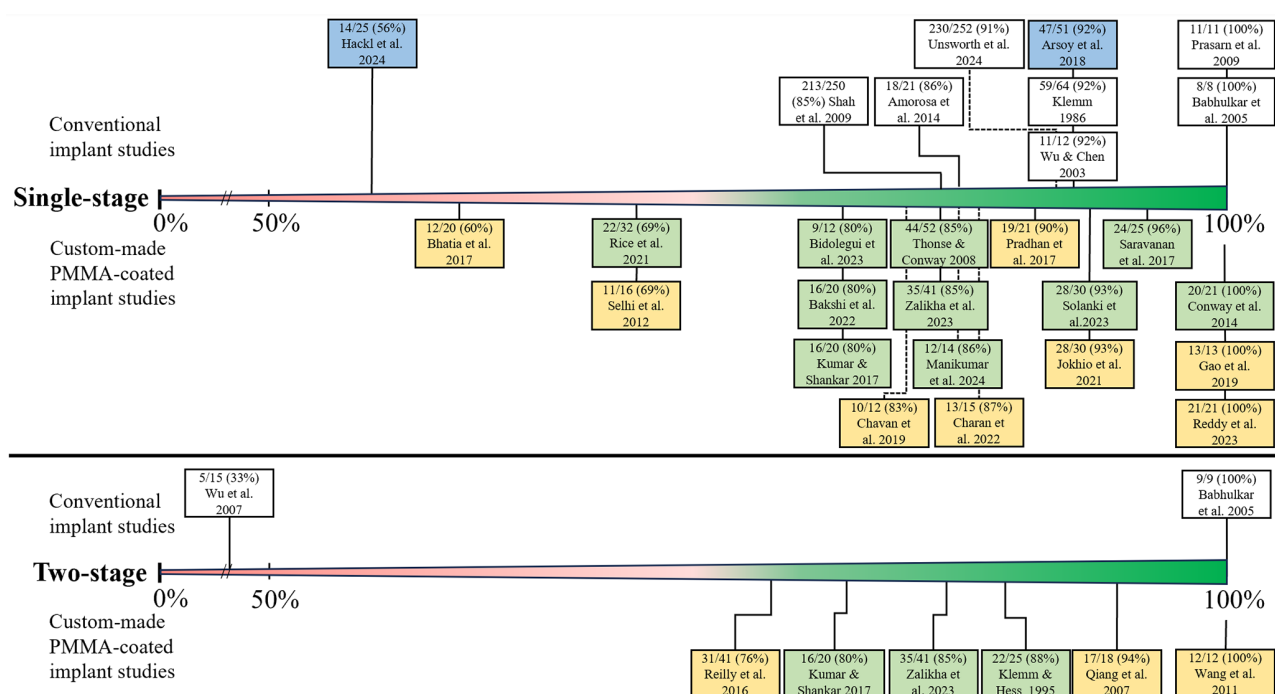 14/25 (56%)
Hackl et al.
2024
230/252 (91%)
Unsworth et al.
2024
47/51 (92%)
Arsoy et al.
2018
11/11 (100%)
Prasarn et al.
2009
213/250
(85%) Shah
et al. 2009
18/21 (86%)
Amorosa et
al. 2014
59/64 (92%)
Klemm
1986
8/8 (100%)
Babhulkar et
al. 2005
11/12 (92%)
Wu & Chen
2003
Conventional
implant studies
Single-stage
0%
//
50%
100%
Custom-made
PMMA-coated
implant studies
12/20 (60%)
Bhatia et al.
2017
22/32 (69%)
Rice et al.
2021
9/12 (80%)
Bidolegui et
al. 2023
44/52 (85%)
Thonse &
Conway 2008
19/21 (90%)
Pradhan et
al. 2017
24/25 (96%)
Saravanan
et al. 2017
11/16 (69%)
Selhi et al.
2012
16/20 (80%)
Bakshi et al.
2022
35/41 (85%)
Zalikha et al.
2023
28/30 (93%)
Solanki et
al.2023
20/21 (100%)
Conway et al.
2014
16/20 (80%)
Kumar &
Shankar 2017
12/14 (86%)
Manikumar
et al. 2024
28/30 (93%)
Jokhio et al.
2021
13/13 (100%)
Gao et al.
2019
10/12 (83%)
Chavan et
al. 2019
13/15 (87%)
Charan et
al. 2022
21/21 (100%)
Reddy et al.
2023
5/15 (33%)
Wu et al.
2007
9/9 (100%)
Babhulkar
et al. 2005
Conventional
implant studies
Two-stage
0%
//
50%
100%
Custom-made
PMMA-coated
implant studies
31/41 (76%)
Reilly et al.
2016
16/20 (80%)
Kumar &
Shankar 2017
35/41 (85%)
Zalikha et
al. 2023
22/25 (88%)
Klemm &
Hess 1995
17/18 (94%)
Qiang et al.
2007
12/12 (100%)
Wang et al.
2011